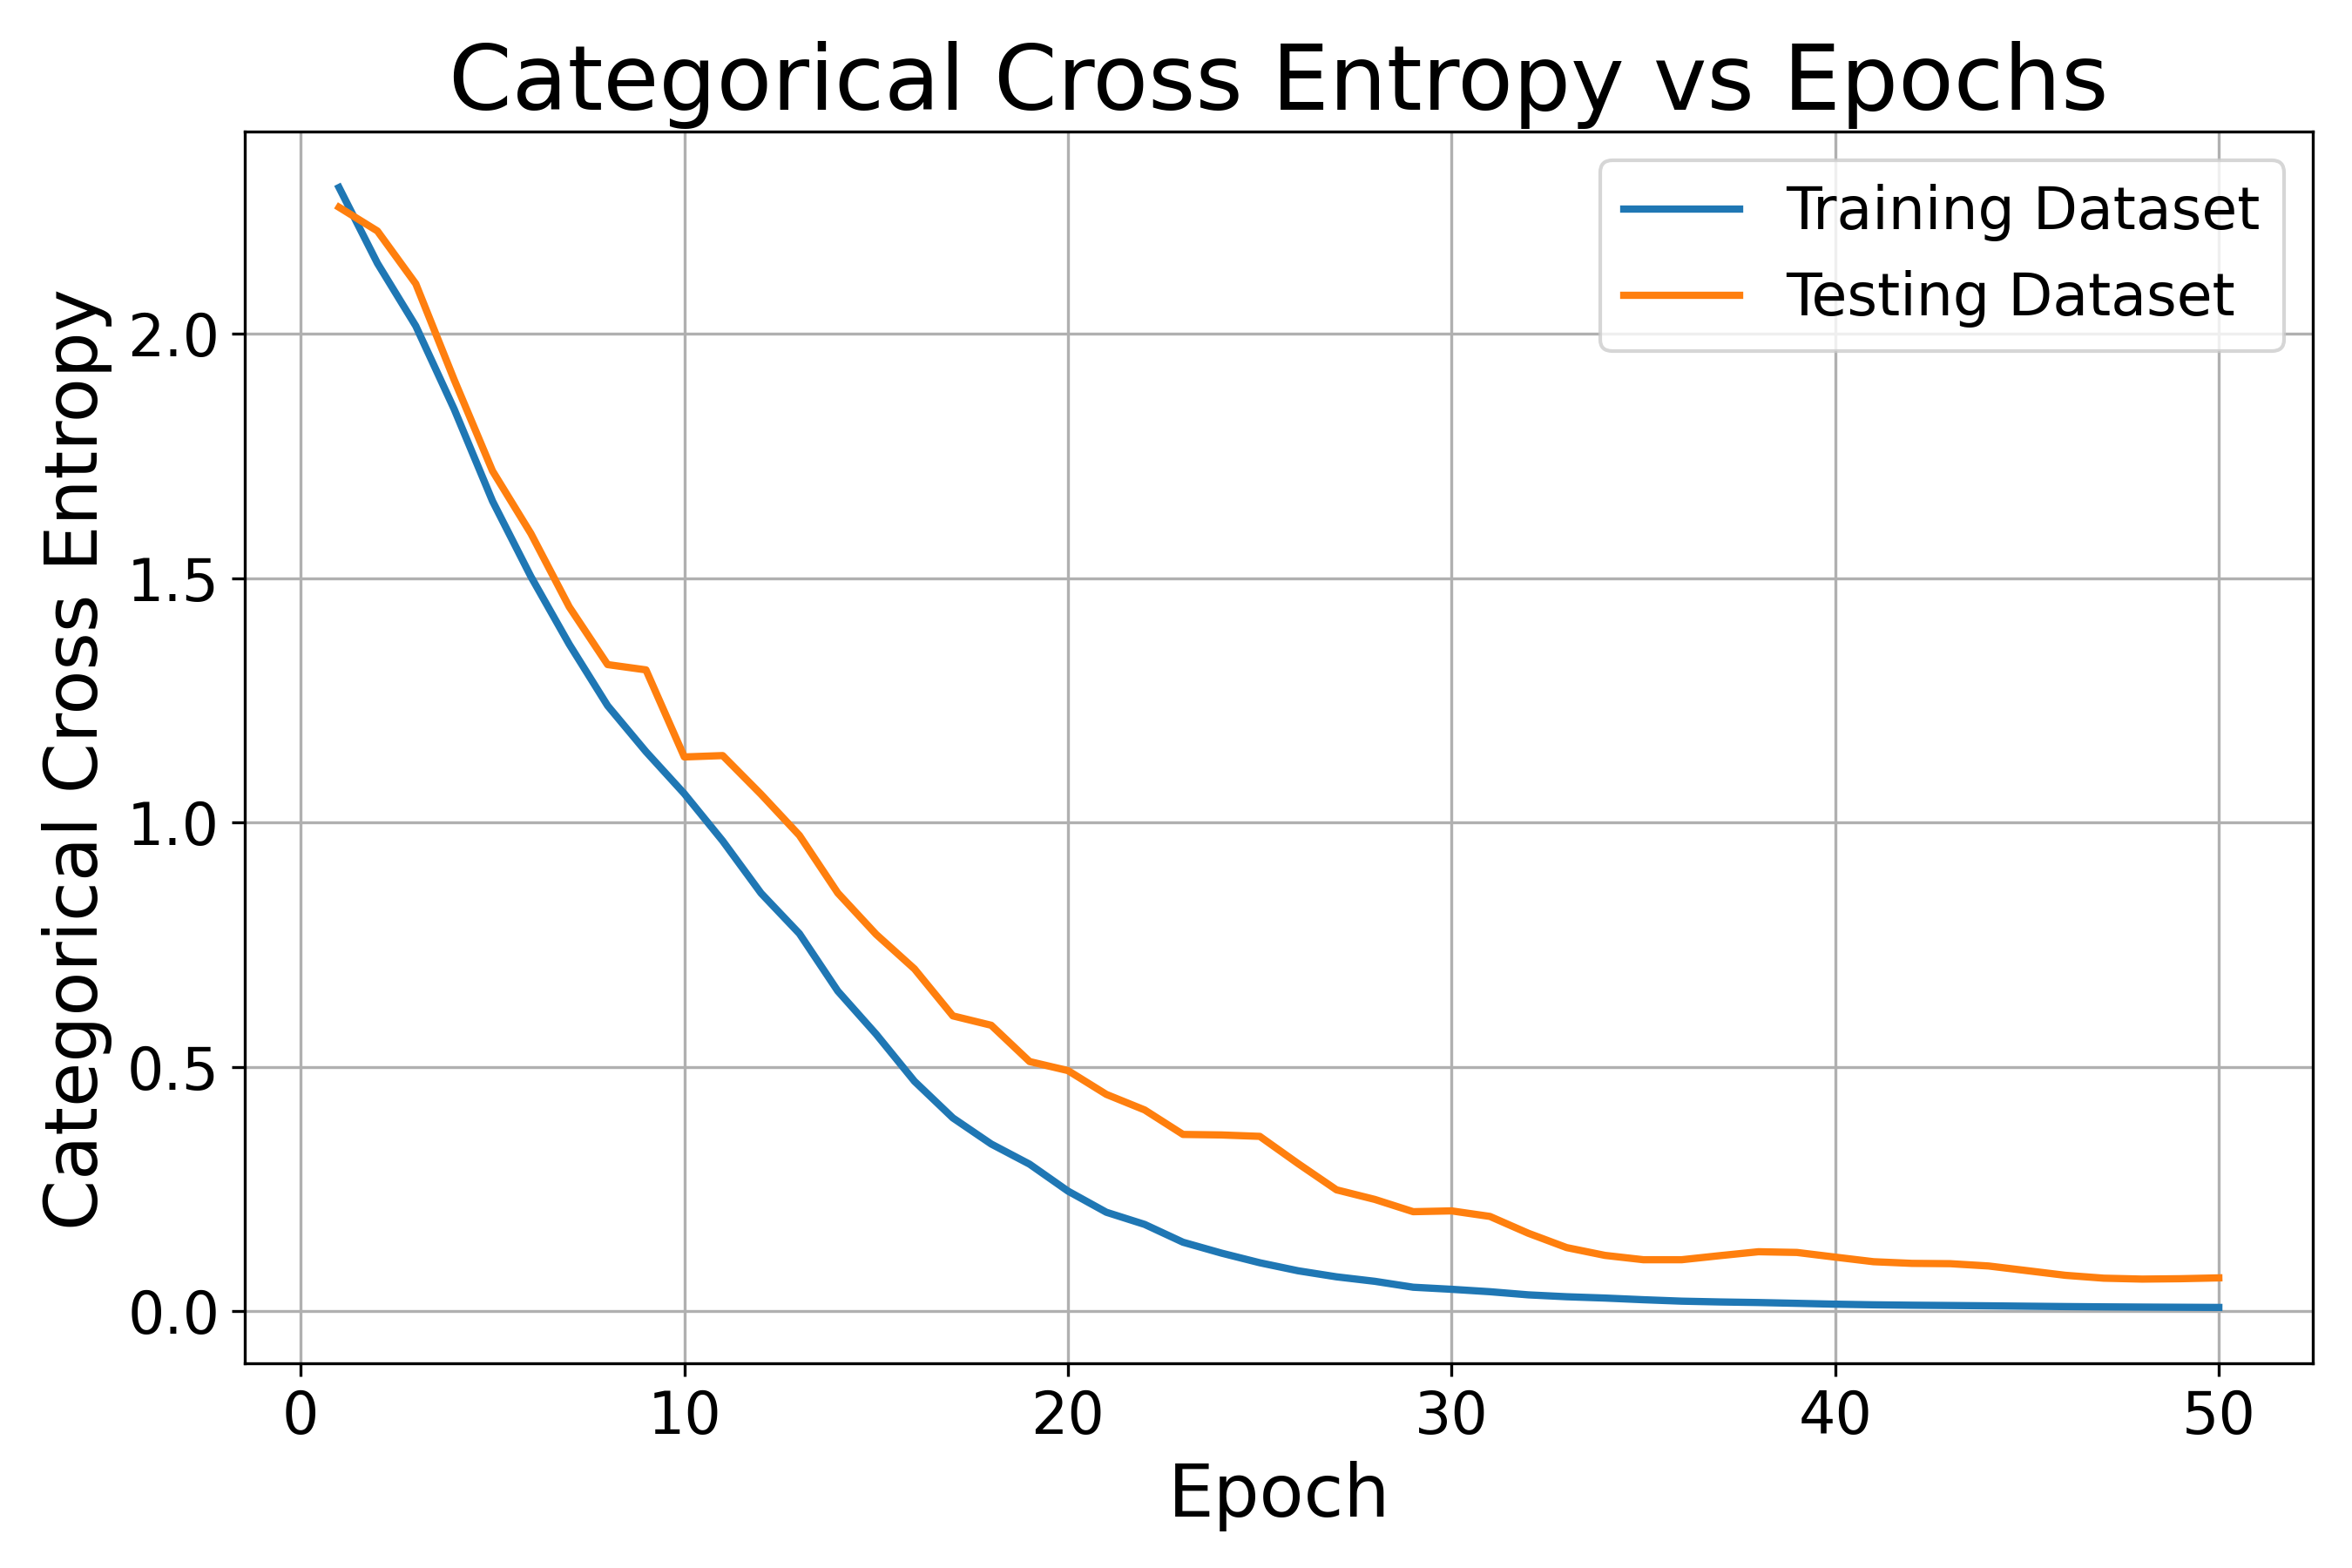 Categorical Cross Entropy vs Epochs
Training Dataset
Testing Dataset
Categorical Cross Entropy
2.0
1.5
1.0
0.5
0.0
0 10 20 30 40 50
Epoch